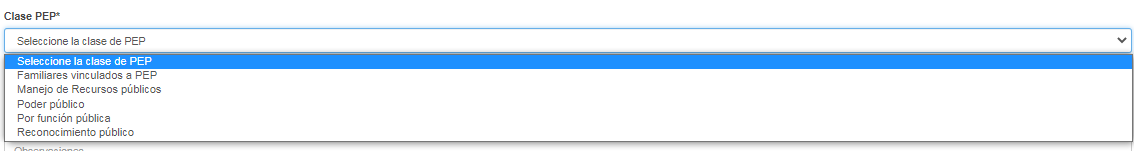 Clase PEP*
Seleccione la clase de PEP
Seleccione la clase de PEP
Familiares vinculados a PEP
Manejo de Recursos públicos
Poder público
Por función pública
Reconocimiento público
Observaciones